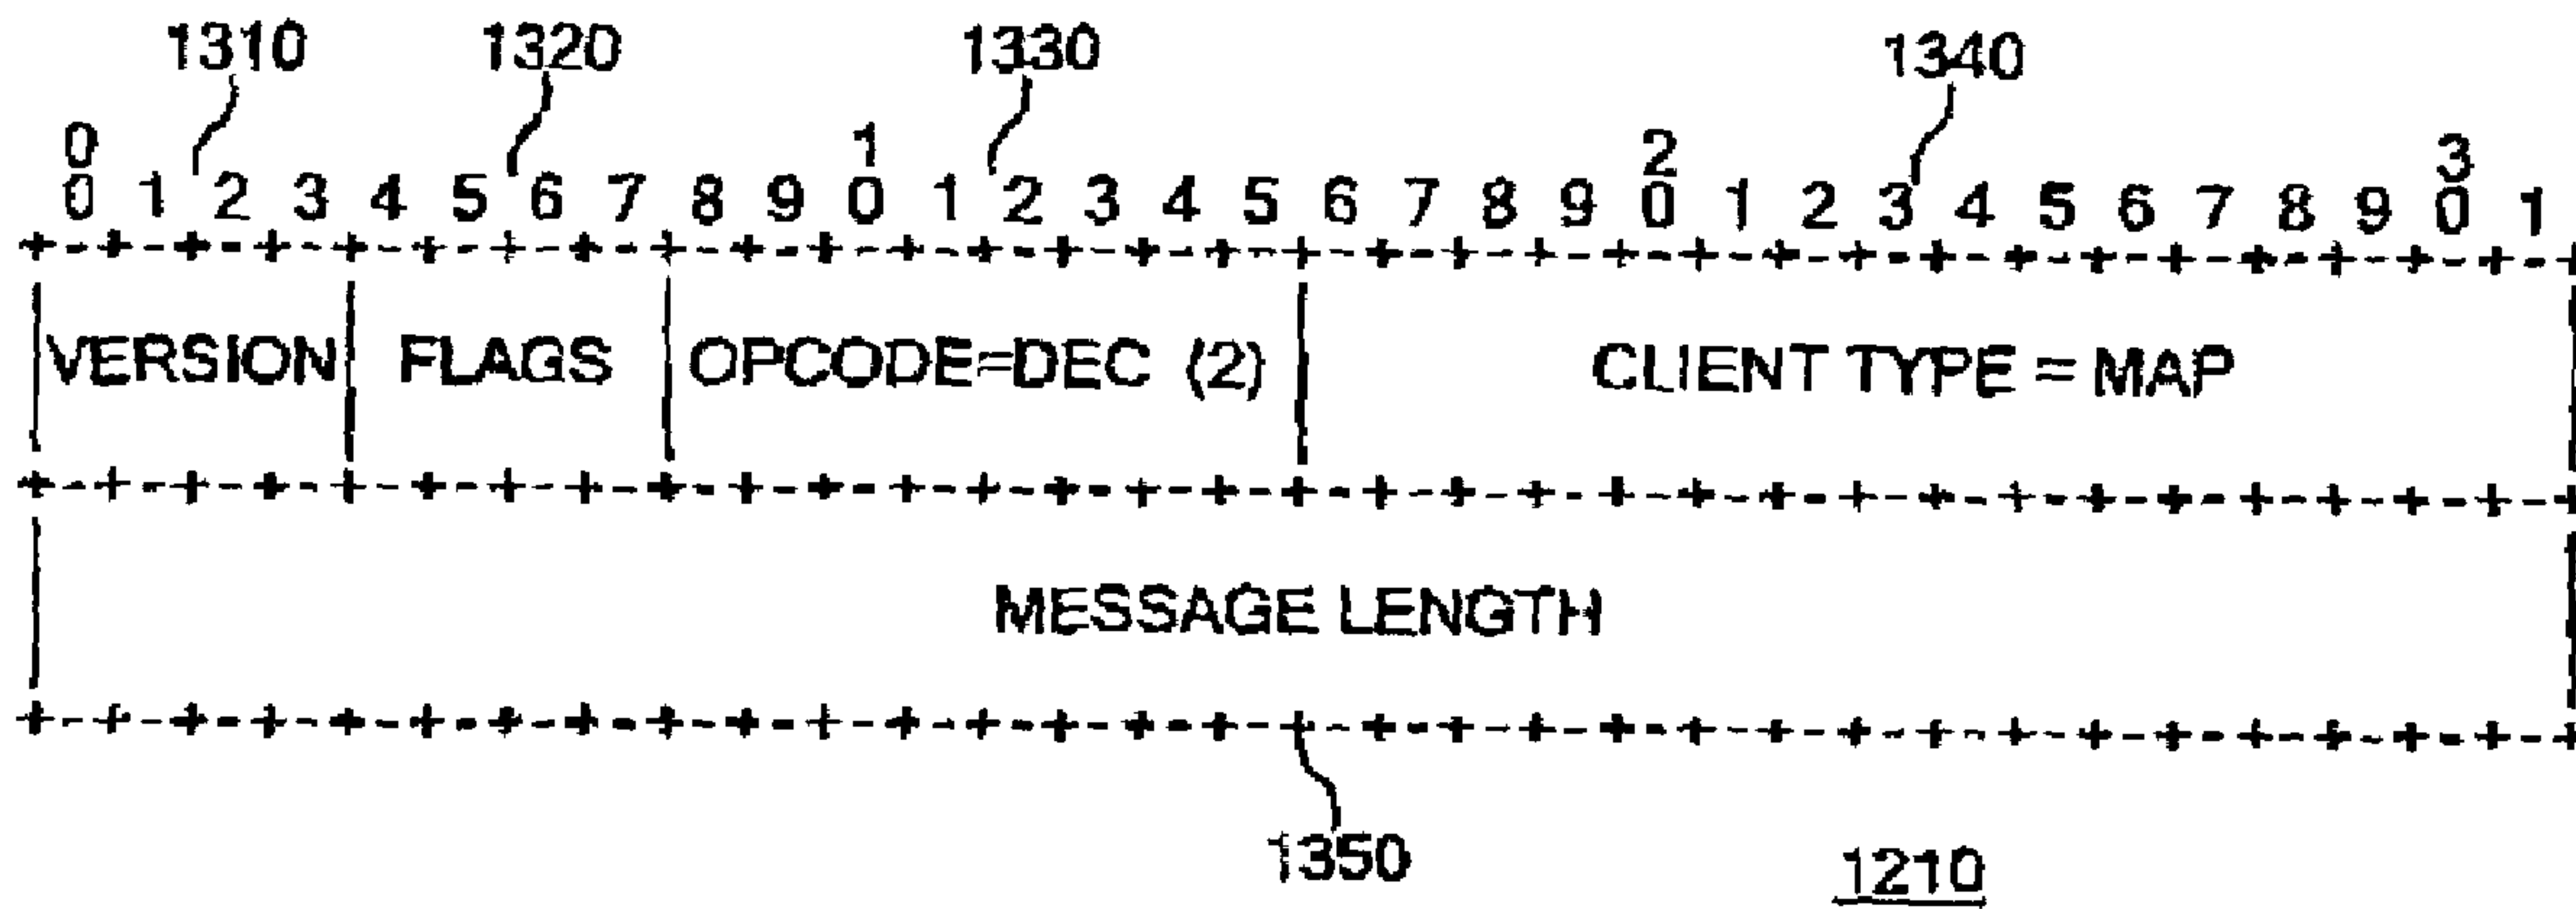 1310 1320 1330 1340
0 1 2 3
0 1 2 3 4 5 6 7 8 9 0 1 2 3 4 5 6 7 8 9 0 1 2 3 4 5 6 7 8 9 0 1
+-+-+-+-+-+-+-+-+-+-+-+-+-+-+-+-+-+-+-+-+-+-+-+-+-+-+-+-+-+-+-+-+
| VERSION | FLAGS | OPCODE=DEC (2) | CLIENT TYPE = MAP |
+-+-+-+-+-+-+-+-+-+-+-+-+-+-+-+-+-+-+-+-+-+-+-+-+-+-+-+-+-+-+-+-+
| MESSAGE LENGTH |
+-+-+-+-+-+-+-+-+-+-+-+-+-+-+-+-+-+-+-+-+-+-+-+-+-+-+-+-+-+-+-+-+
1350 1210